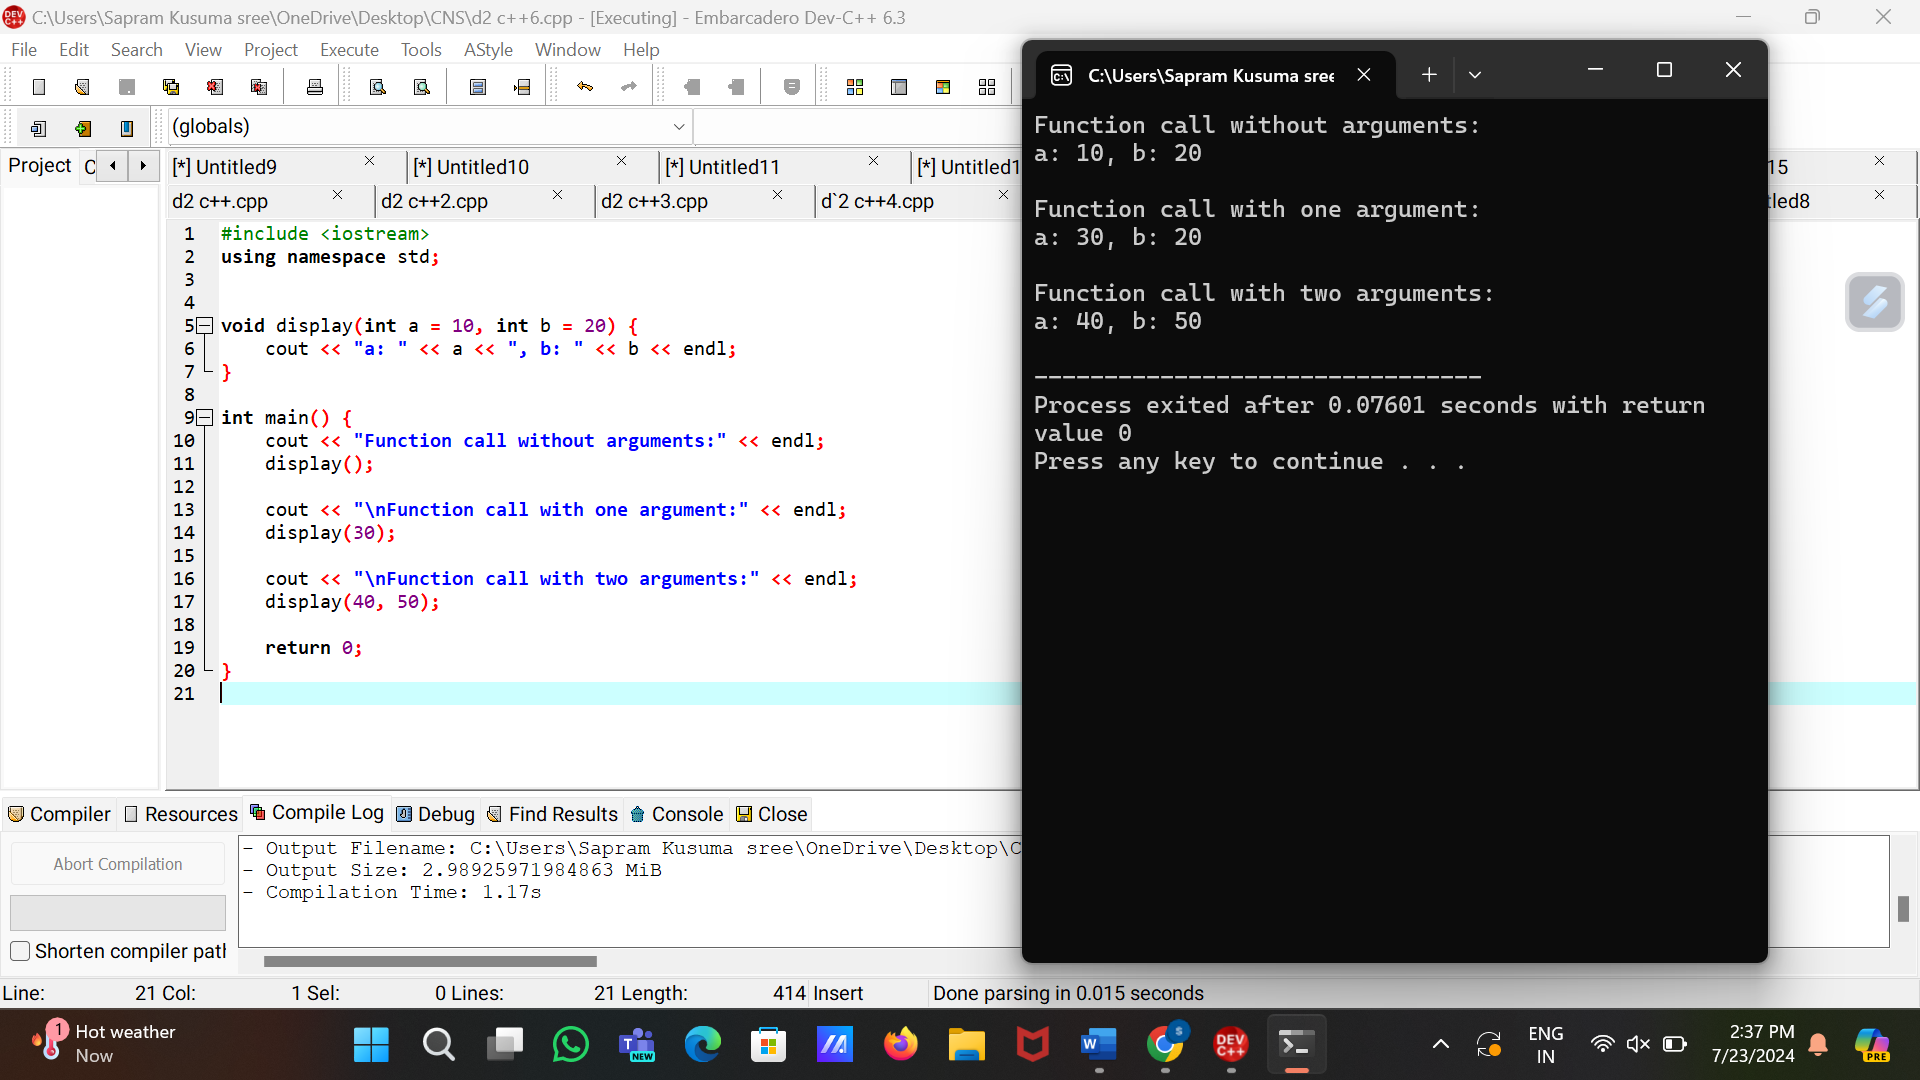 C:\Users\Sapram Kusuma sree\OneDrive\Desktop\CNS\d2 c++6.cpp - [Executing] - Embarcadero Dev-C++ 6.3
File Edit Search View Project Execute Tools AStyle Window Help
(globals)
Project
[*] Untitled9 [*] Untitled10 [*] Untitled11 [*] Untitled1 15
d2 c++.cpp d2 c++2.cpp d2 c++3.cpp d`2 c++4.cpp tled8
1 #include <iostream>
2 using namespace std;
3
4
5 void display(int a = 10, int b = 20) {
6 cout << "a: " << a << ", b: " << b << endl;
7 }
8
9 int main() {
10 cout << "Function call without arguments:" << endl;
11 display();
12
13 cout << "\nFunction call with one argument:" << endl;
14 display(30);
15
16 cout << "\nFunction call with two arguments:" << endl;
17 display(40, 50);
18
19 return 0;
20 }
21
C:\Users\Sapram Kusuma sree
Function call without arguments:
a: 10, b: 20
Function call with one argument:
a: 30, b: 20
Function call with two arguments:
a: 40, b: 50
--------------------------------
Process exited after 0.07601 seconds with return
value 0
Press any key to continue . . .
Compiler Resources Compile Log Debug Find Results Console Close
Abort Compilation
Shorten compiler path
- Output Filename: C:\Users\Sapram Kusuma sree\OneDrive\Desktop\C
- Output Size: 2.98925971984863 MiB
- Compilation Time: 1.17s
Line: 21 Col: 1 Sel: 0 Lines: 21 Length: 414 Insert Done parsing in 0.015 seconds
1 Hot weather
Now
NEW
DEV C++
PRE
ENG
IN
2:37 PM
7/23/2024